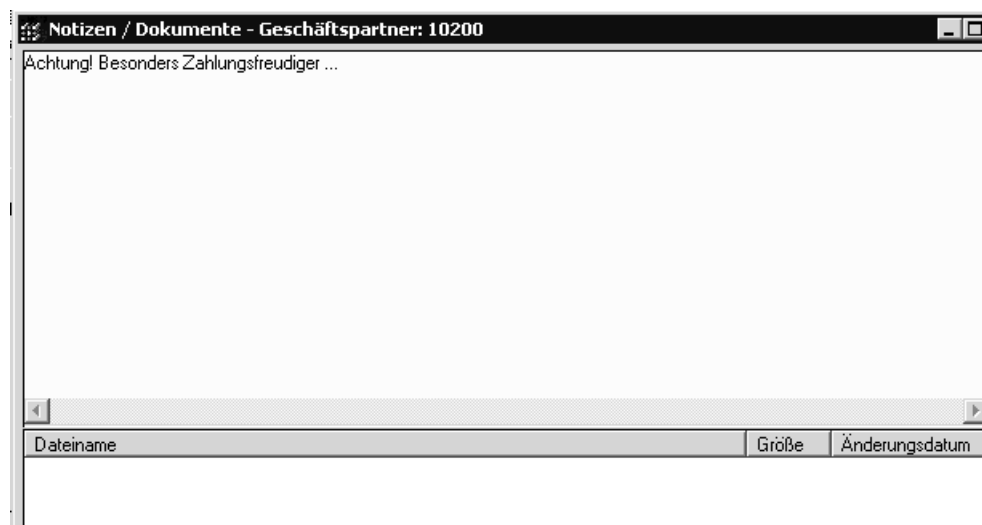 Notizen / Dokumente - Geschäftspartner: 10200
Achtung! Besonders Zahlungsfreudiger ...
Dateiname Größe Änderungsdatum